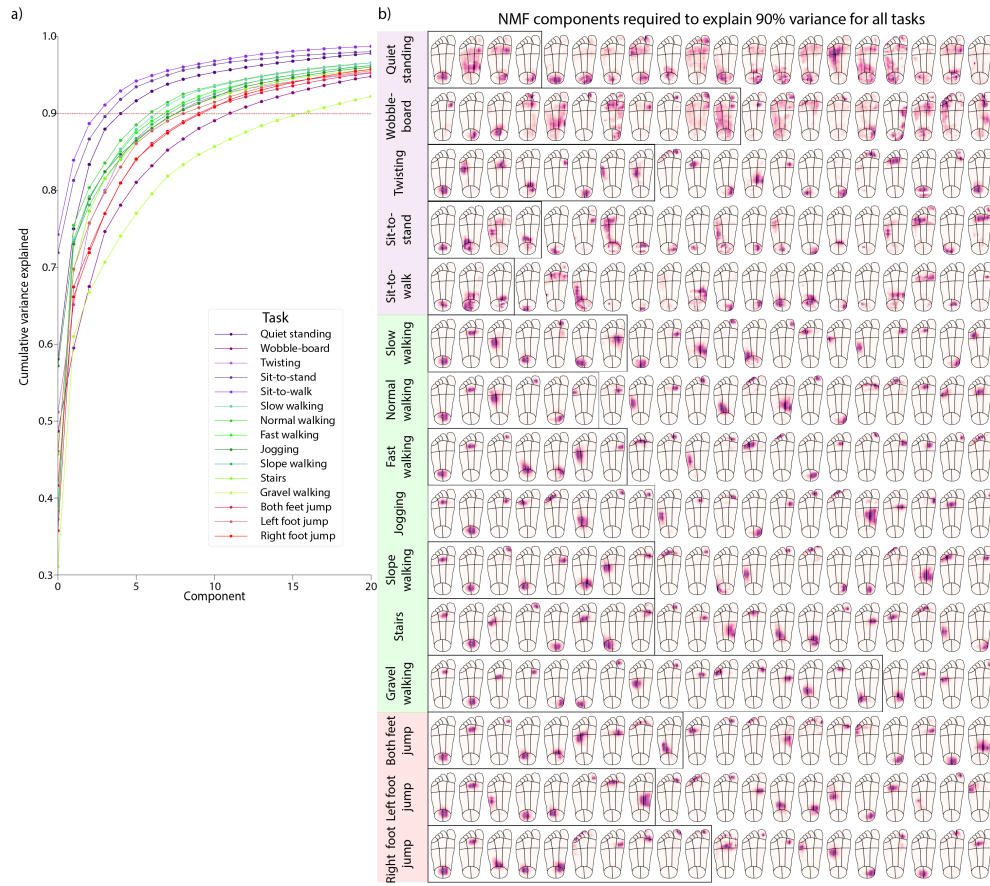 a)
1.0
0.9
0.8
0.7
0.6
0.5
0.4
0.3
Cumulative variance explained
0
5
10
15
20
Component
Task
Quiet standing
Wobble-board
Twisting
Sit-to-stand
Sit-to-walk
Slow walking
Normal walking
Fast walking
Jogging
Slope walking
Stairs
Gravel walking
Both feet jump
Left foot jump
Right foot jump
b)
NMF components required to explain 90% variance for all tasks
Quiet
standing
Wobble-
board
Twisting
Sit-to-
stand
Sit-to-
walk
Slow
walking
Normal
walking
Fast
walking
Jogging
Slope
walking
Stairs
Gravel
walking
Both feet
jump
Left foot
jump
Right foot
jump